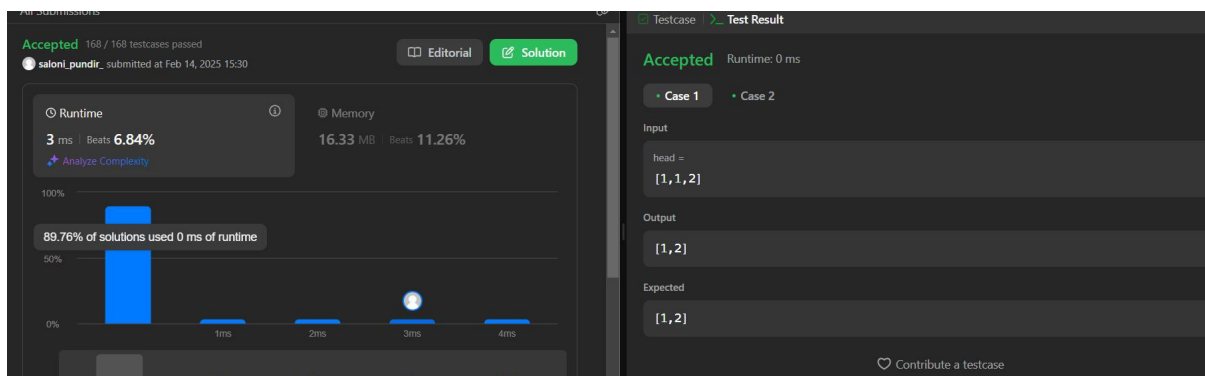 All Submissions
Accepted 168 / 168 testcases passed
saloni_pundir_ submitted at Feb 14, 2025 15:30
Editorial
Solution
Runtime
3 ms | Beats 6.84%
Analyze Complexity
Memory
16.33 MB | Beats 11.26%
100%
89.76% of solutions used 0 ms of runtime
50%
0%
1ms 2ms 3ms 4ms
Testcase | >_ Test Result
Accepted Runtime: 0 ms
• Case 1 • Case 2
Input
head =
[1,1,2]
Output
[1,2]
Expected
[1,2]
Contribute a testcase